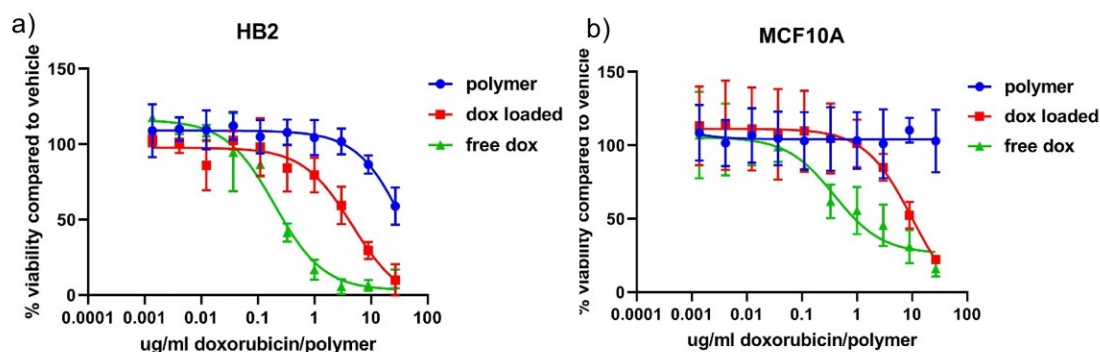 a)
HB2
% viability compared to vehicle
150
100
50
0
0.0001 0.001 0.01 0.1 1 10 100
ug/ml doxorubicin/polymer
polymer
dox loaded
free dox
b)
MCF10A
% viability compared to vehicle
150
100
50
0
0.0001 0.001 0.01 0.1 1 10 100
ug/ml doxorubicin/polymer
polymer
dox loaded
free dox